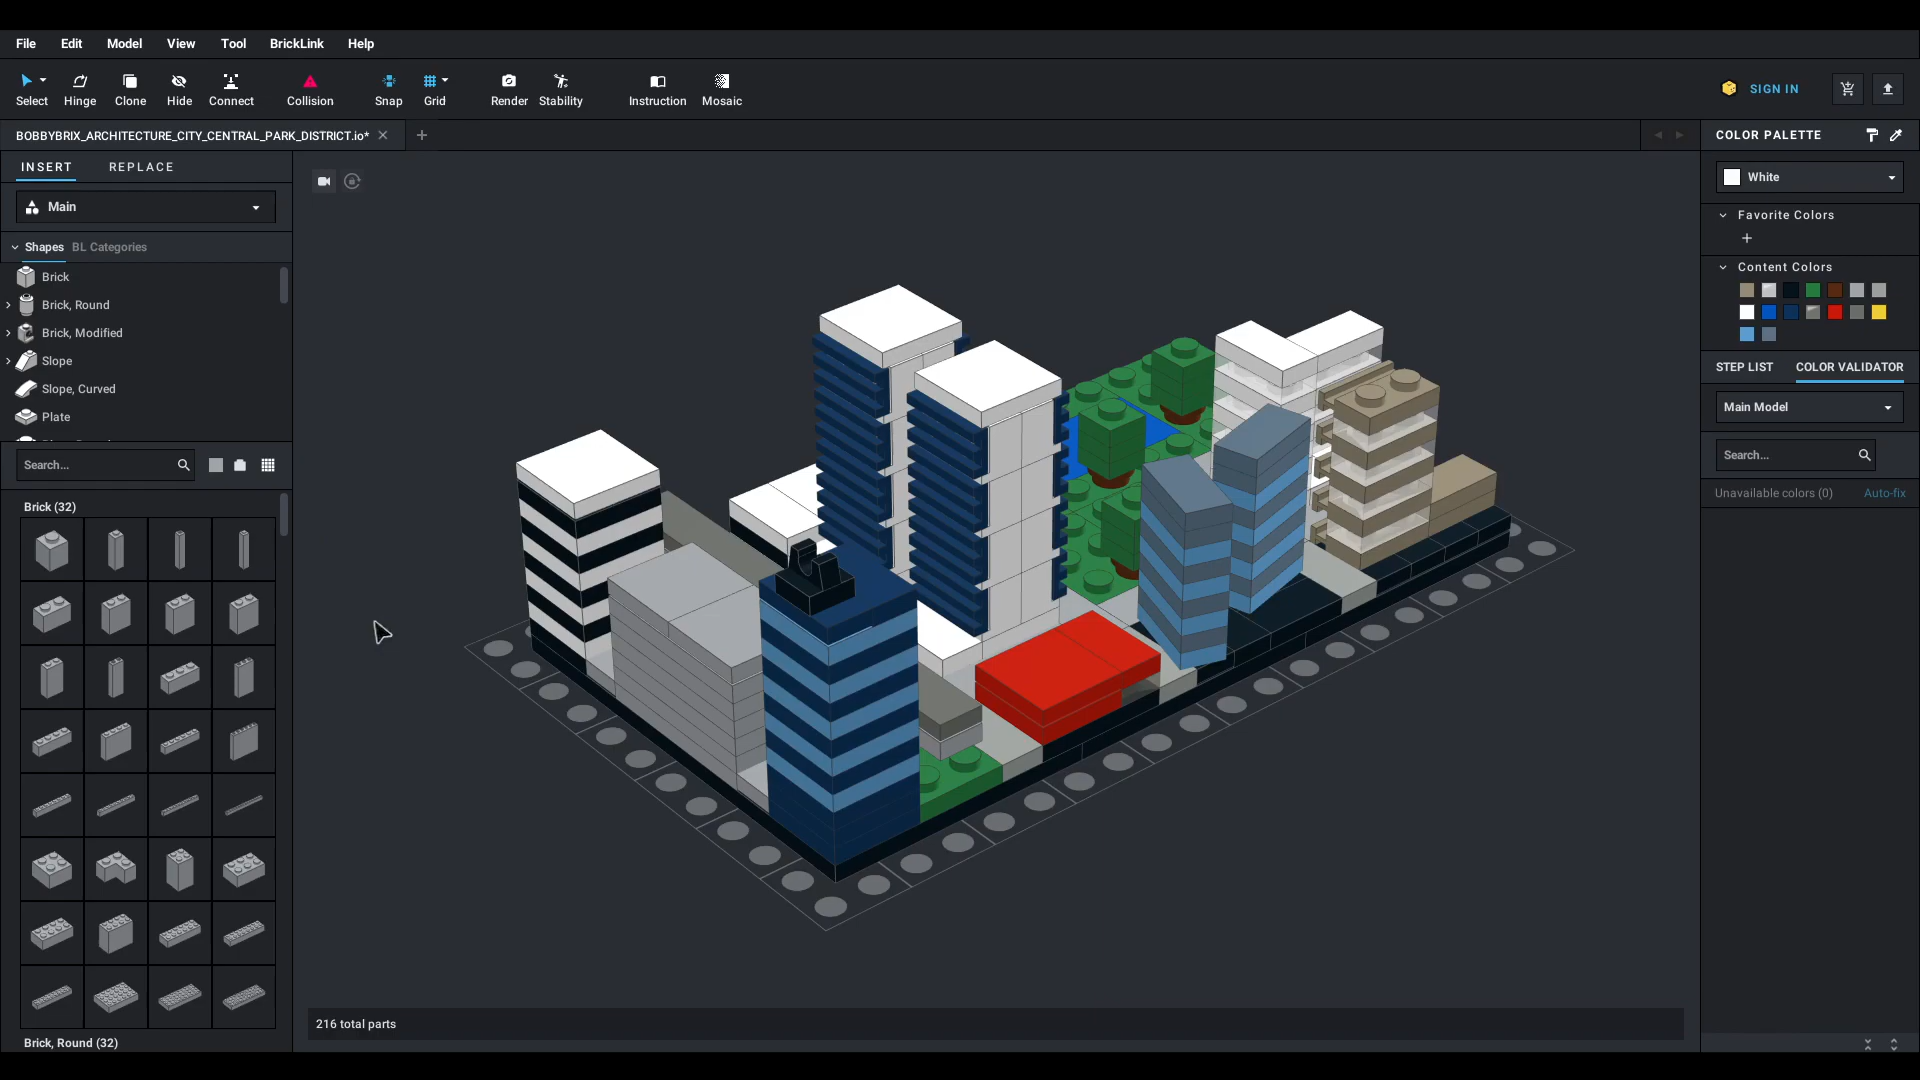 File Edit Model View Tool BrickLink Help
Select Hinge Clone Hide Connect Collision Snap Grid Render Stability Instruction Mosaic
SIGN IN
BOBBYBRIX_ARCHITECTURE_CITY_CENTRAL_PARK_DISTRICT.io*
INSERT REPLACE
Main
Shapes BL Categories
Brick
Brick, Round
Brick, Modified
Slope
Slope, Curved
Plate
Search...
Brick (32)
Brick, Round (32)
216 total parts
COLOR PALETTE
White
Favorite Colors
Content Colors
STEP LIST COLOR VALIDATOR
Main Model
Search...
Unavailable colors (0) Auto-fix